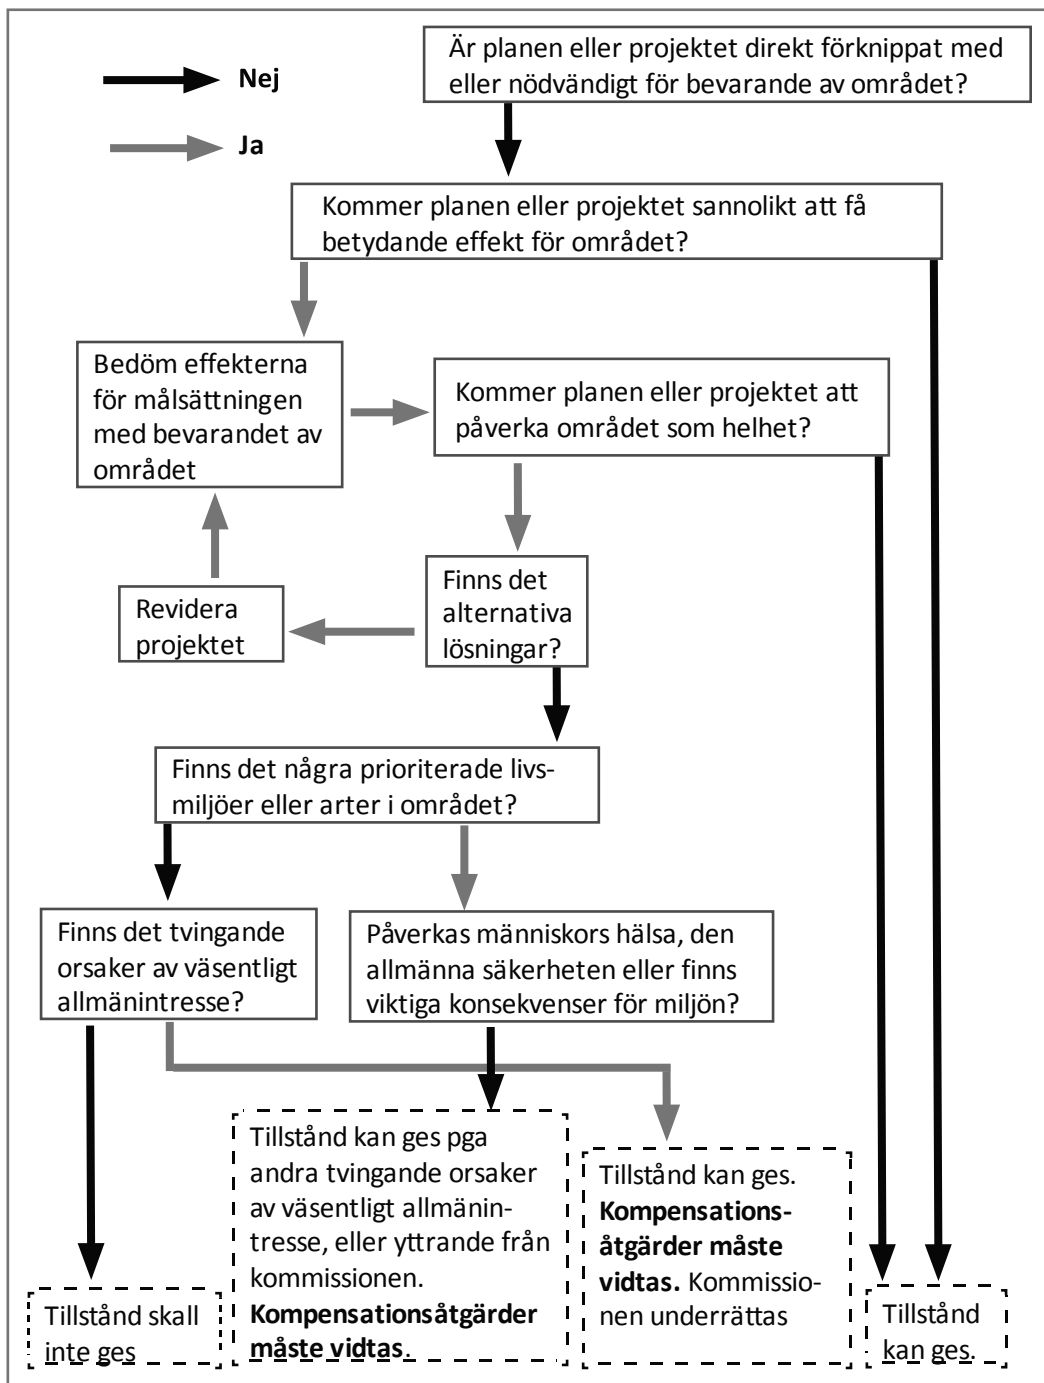 Nej
Ja
Är planen eller projektet direkt förknippat med
eller nödvändigt för bevarande av området?
Kommer planen eller projektet sannolikt att få
betydande effekt för området?
Bedöm effekterna
för målsättningen
med bevarandet av
området
Kommer planen eller projektet att
påverka området som helhet?
Revidera
projektet
Finns det
alternativa
lösningar?
Finns det några prioriterade livs-
miljöer eller arter i området?
Finns det tvingande
orsaker av väsentligt
allmänintresse?
Påverkas människors hälsa, den
allmänna säkerheten eller finns
viktiga konsekvenser för miljön?
Tillstånd skall
inte ges
Tillstånd kan ges pga
andra tvingande orsaker
av väsentligt allmänin-
tresse, eller yttrande från
kommissionen.
Kompensationsåtgärder
måste vidtas.
Tillstånd kan ges.
Kompensations-
åtgärder måste
vidtas. Kommissio-
nen underrättas
Tillstånd
kan ges.